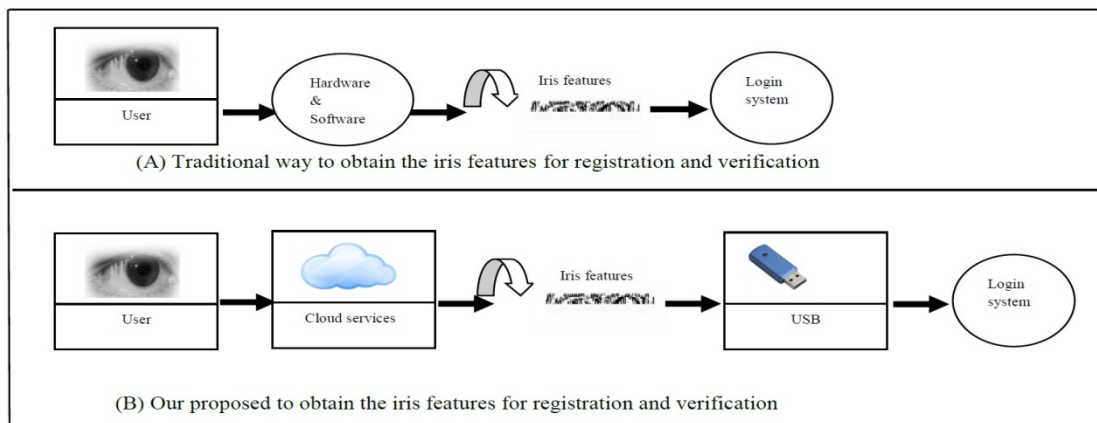 User
Hardware
&
Software
Iris features
Login
system
(A) Traditional way to obtain the iris features for registration and verification
User
Cloud services
Iris features
USB
Login
system
(B) Our proposed to obtain the iris features for registration and verification